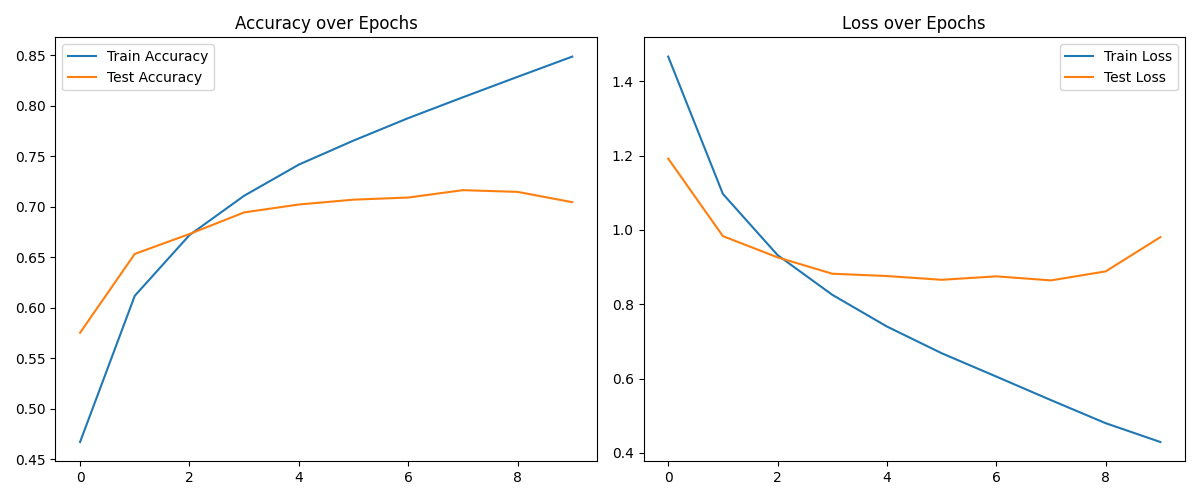 Accuracy over Epochs
Train Accuracy
Test Accuracy
0.85
0.80
0.75
0.70
0.65
0.60
0.55
0.50
0.45
0 2 4 6 8
Loss over Epochs
Train Loss
Test Loss
1.4
1.2
1.0
0.8
0.6
0.4
0 2 4 6 8